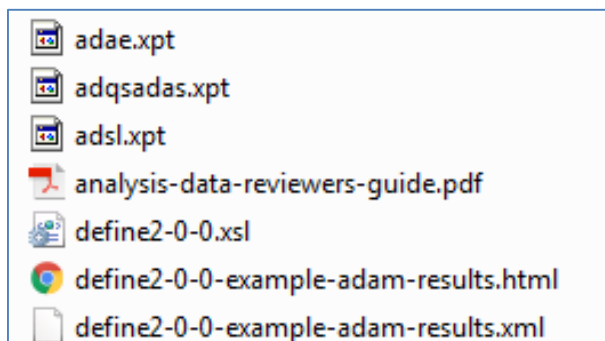 adae.xpt
adqsadas.xpt
adsl.xpt
analysis-data-reviewers-guide.pdf
define2-0-0.xsl
define2-0-0-example-adam-results.html
define2-0-0-example-adam-results.xml